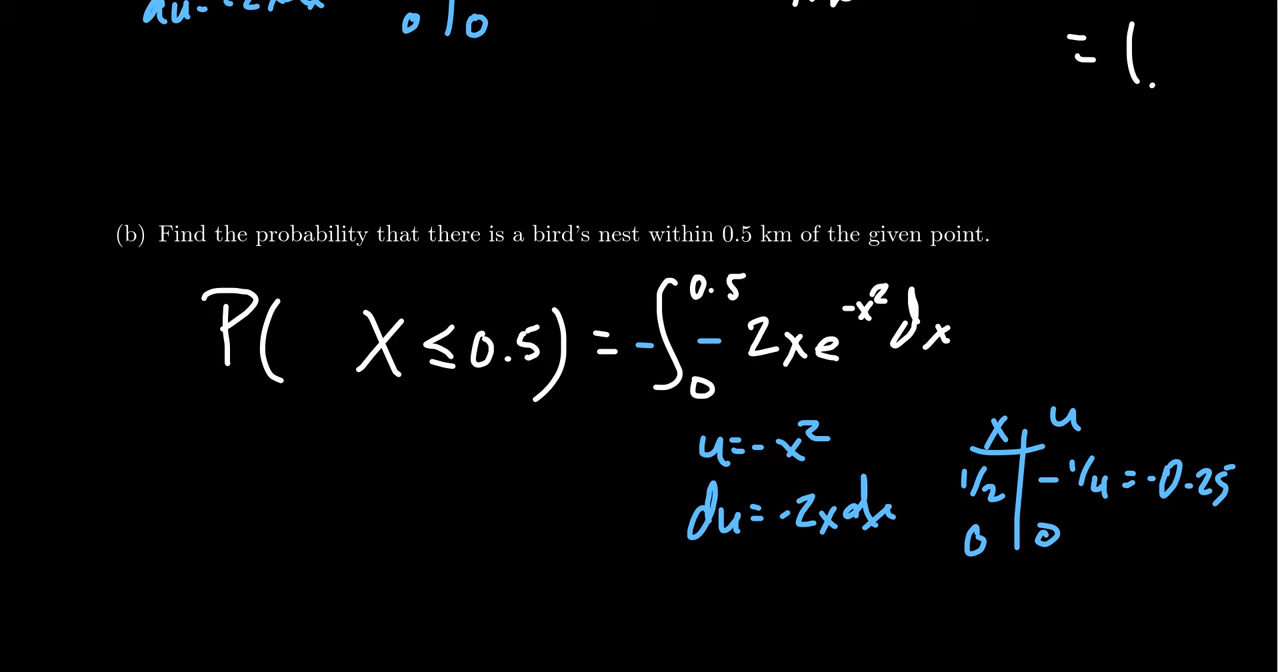 du=-2x dx
0 | 0
= 1.
(b) Find the probability that there is a bird's nest within 0.5 km of the given point.
P( X ≤ 0.5) = -∫₀^0.5 - 2xe^-x² dx
u=-x²
du=-2xdx
x | u
1/2 | -1/4 = -0.25
0 | 0